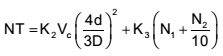 NT = K₂V꜀(4d/3D)² + K₃(N₁ + N₂/10)